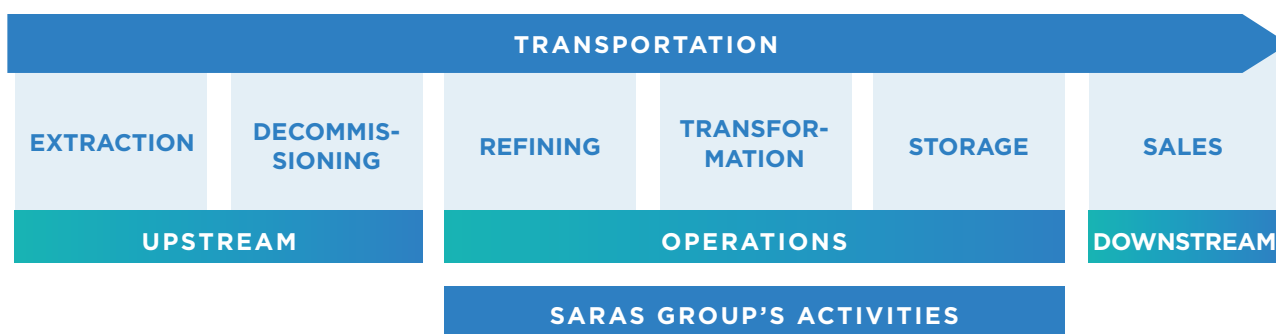 TRANSPORTATION
EXTRACTION
DECOMMIS-
SIONING
REFINING
TRANSFOR-
MATION
STORAGE
SALES
UPSTREAM
OPERATIONS
DOWNSTREAM
SARAS GROUP’S ACTIVITIES